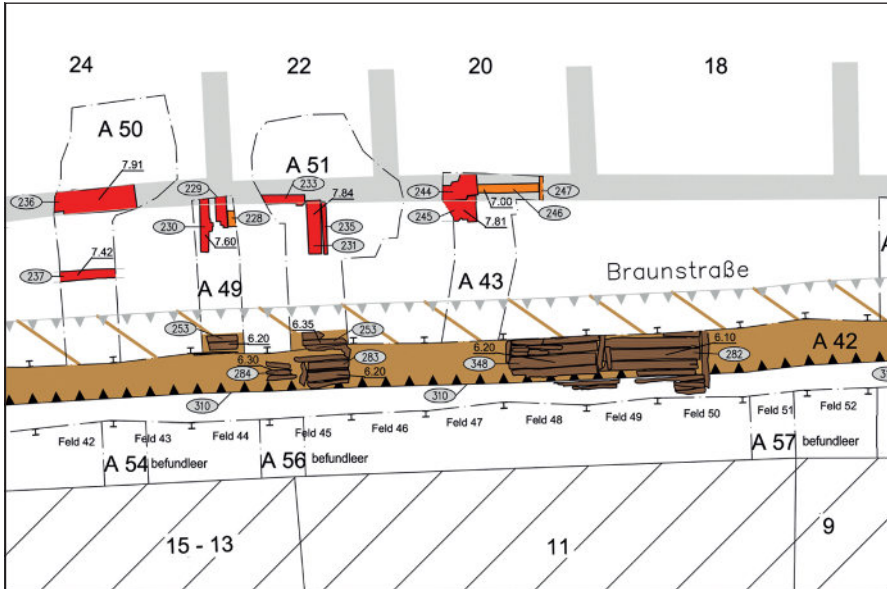 24
22
20
18
A 50
A 51
7.91
229
233
7.84
244
247
236
228
7.00
246
230
235
245
7.81
7.60
231
7.42
237
A 49
A 43
Braunstraße
253
6.20
6.35
253
6.20
6.10
A 42
6.30
283
348
282
284
6.20
310
310
Feld 42
Feld 43
Feld 44
Feld 45
Feld 46
Feld 47
Feld 48
Feld 49
Feld 50
Feld 51
Feld 52
A 54
befundleer
A 56
befundleer
A 57
befundleer
15 - 13
11
9